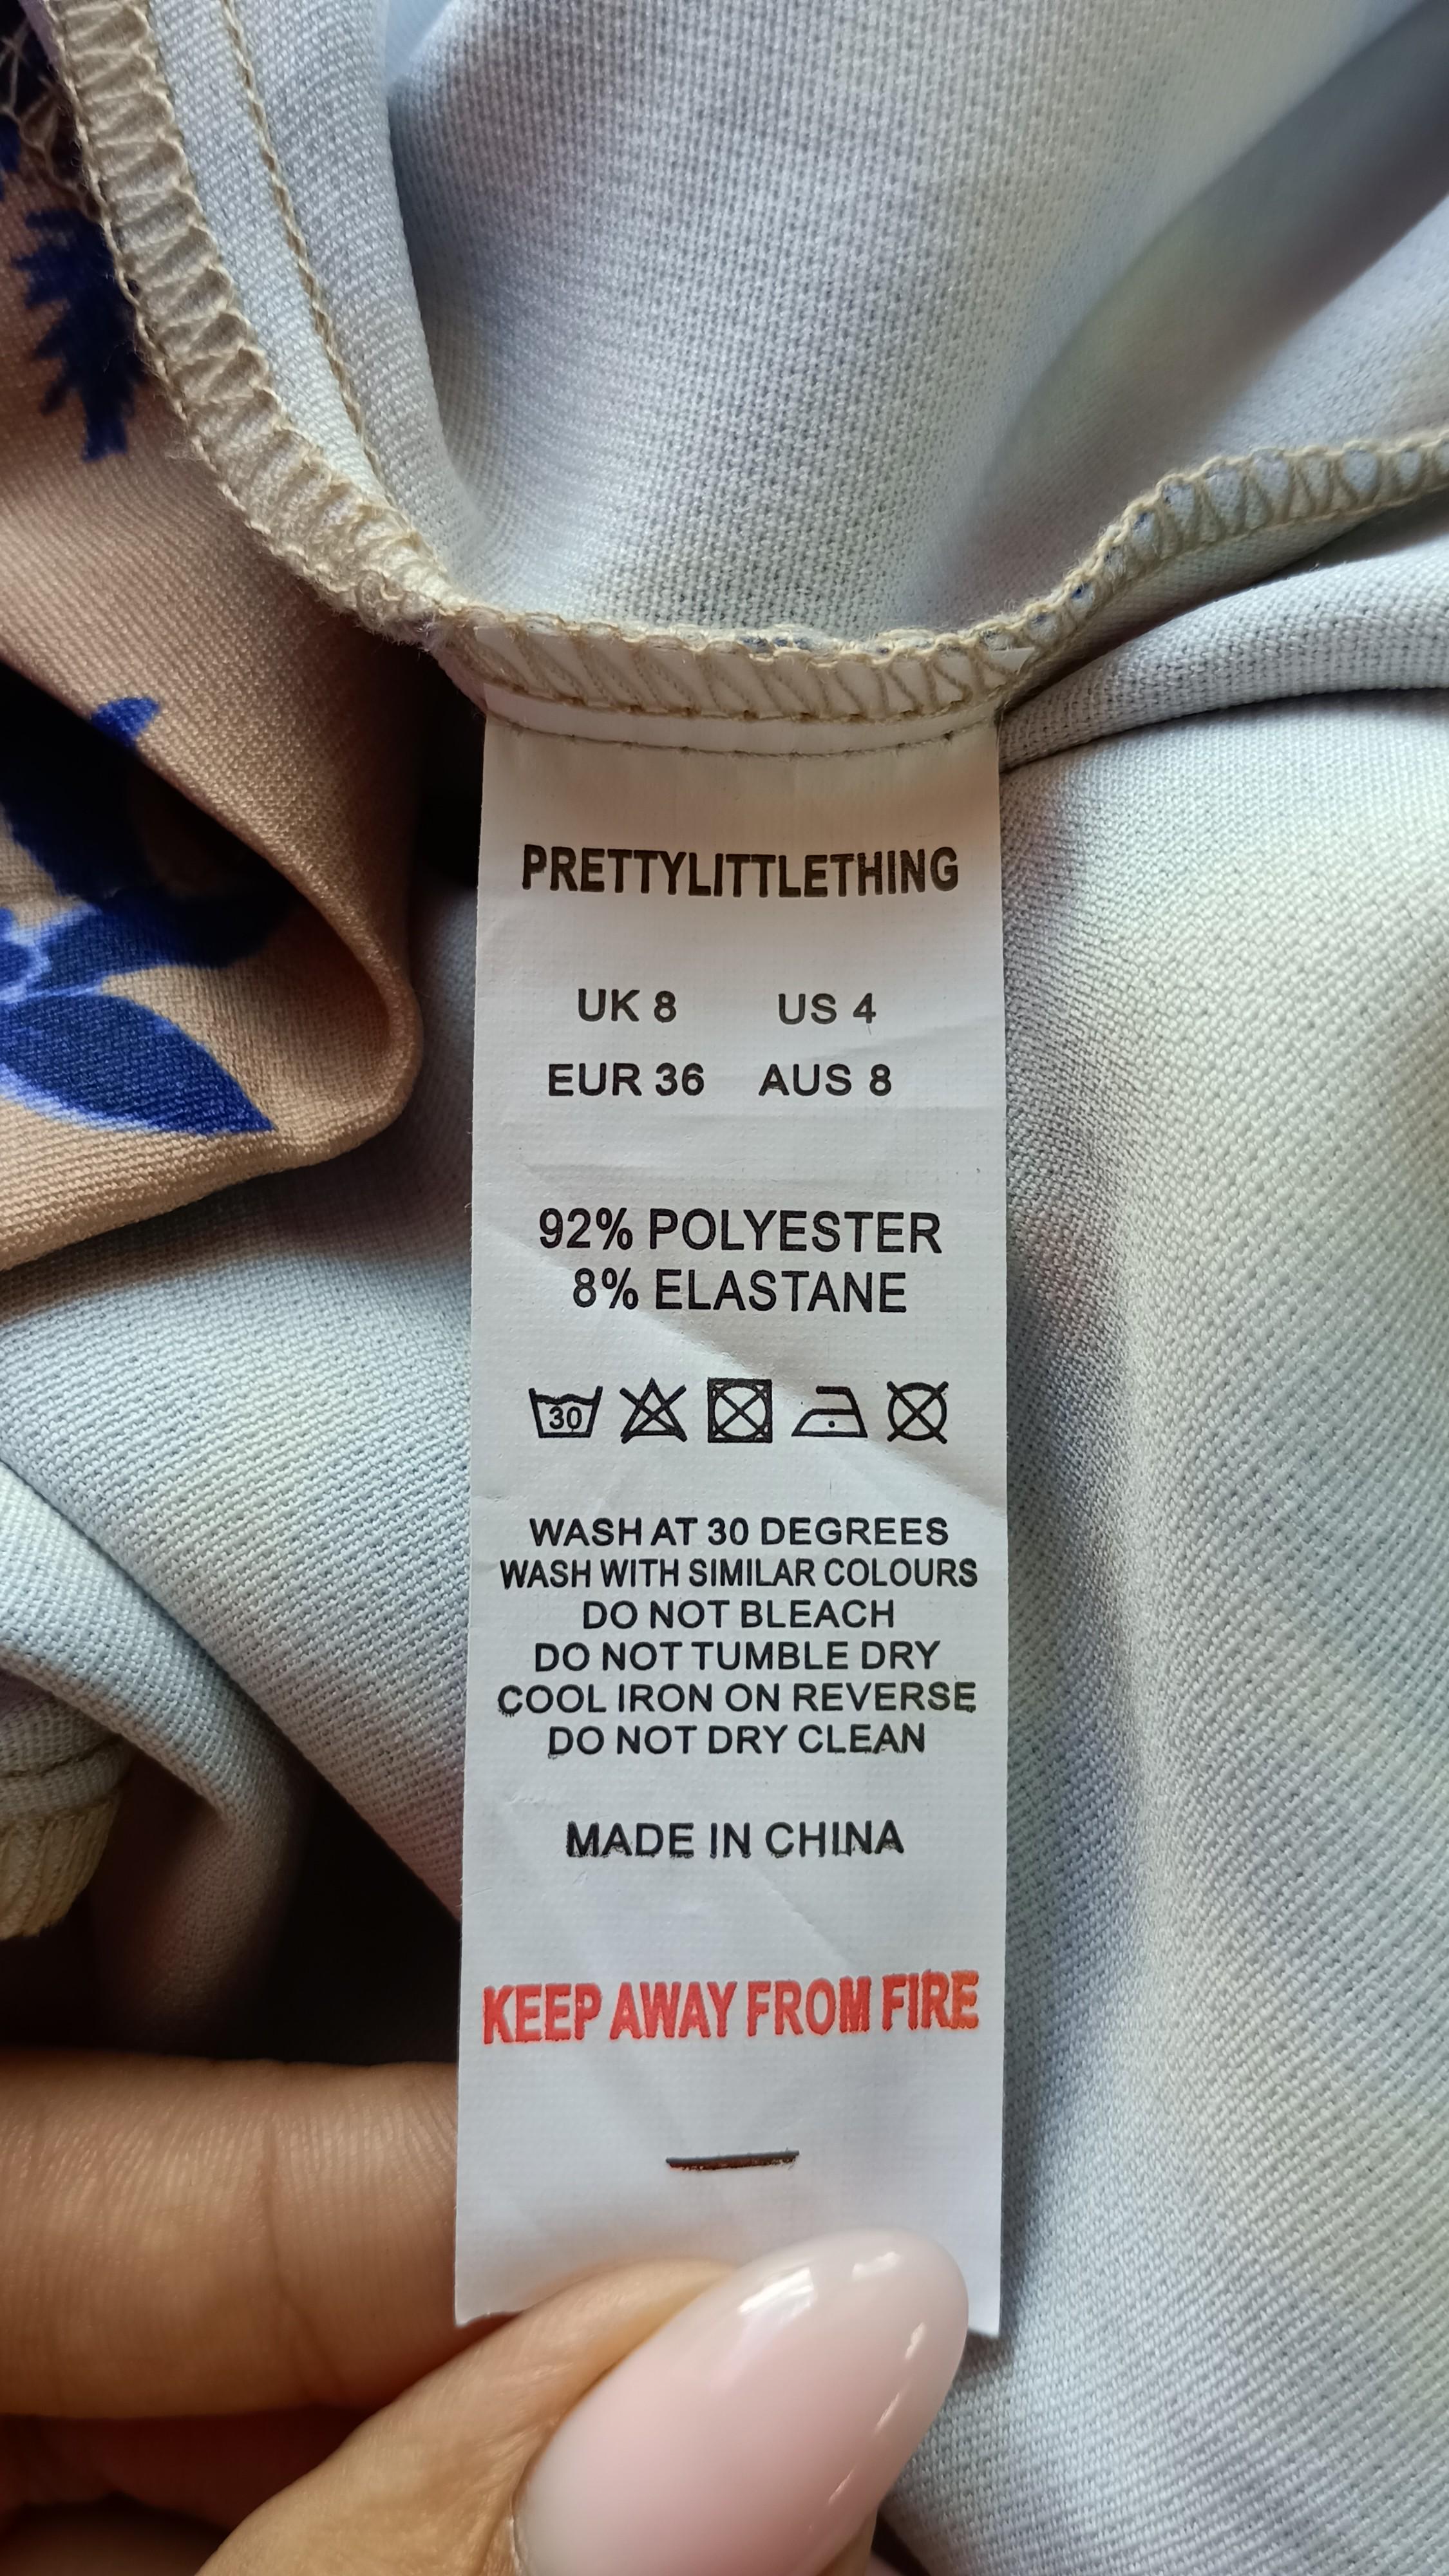 PRETTYLITTLETHING
UK 8 US 4
EUR 36 AUS 8
92% POLYESTER
8% ELASTANE
30
WASH AT 30 DEGREES
WASH WITH SIMILAR COLOURS
DO NOT BLEACH
DO NOT TUMBLE DRY
COOL IRON ON REVERSE
DO NOT DRY CLEAN
MADE IN CHINA
KEEP AWAY FROM FIRE